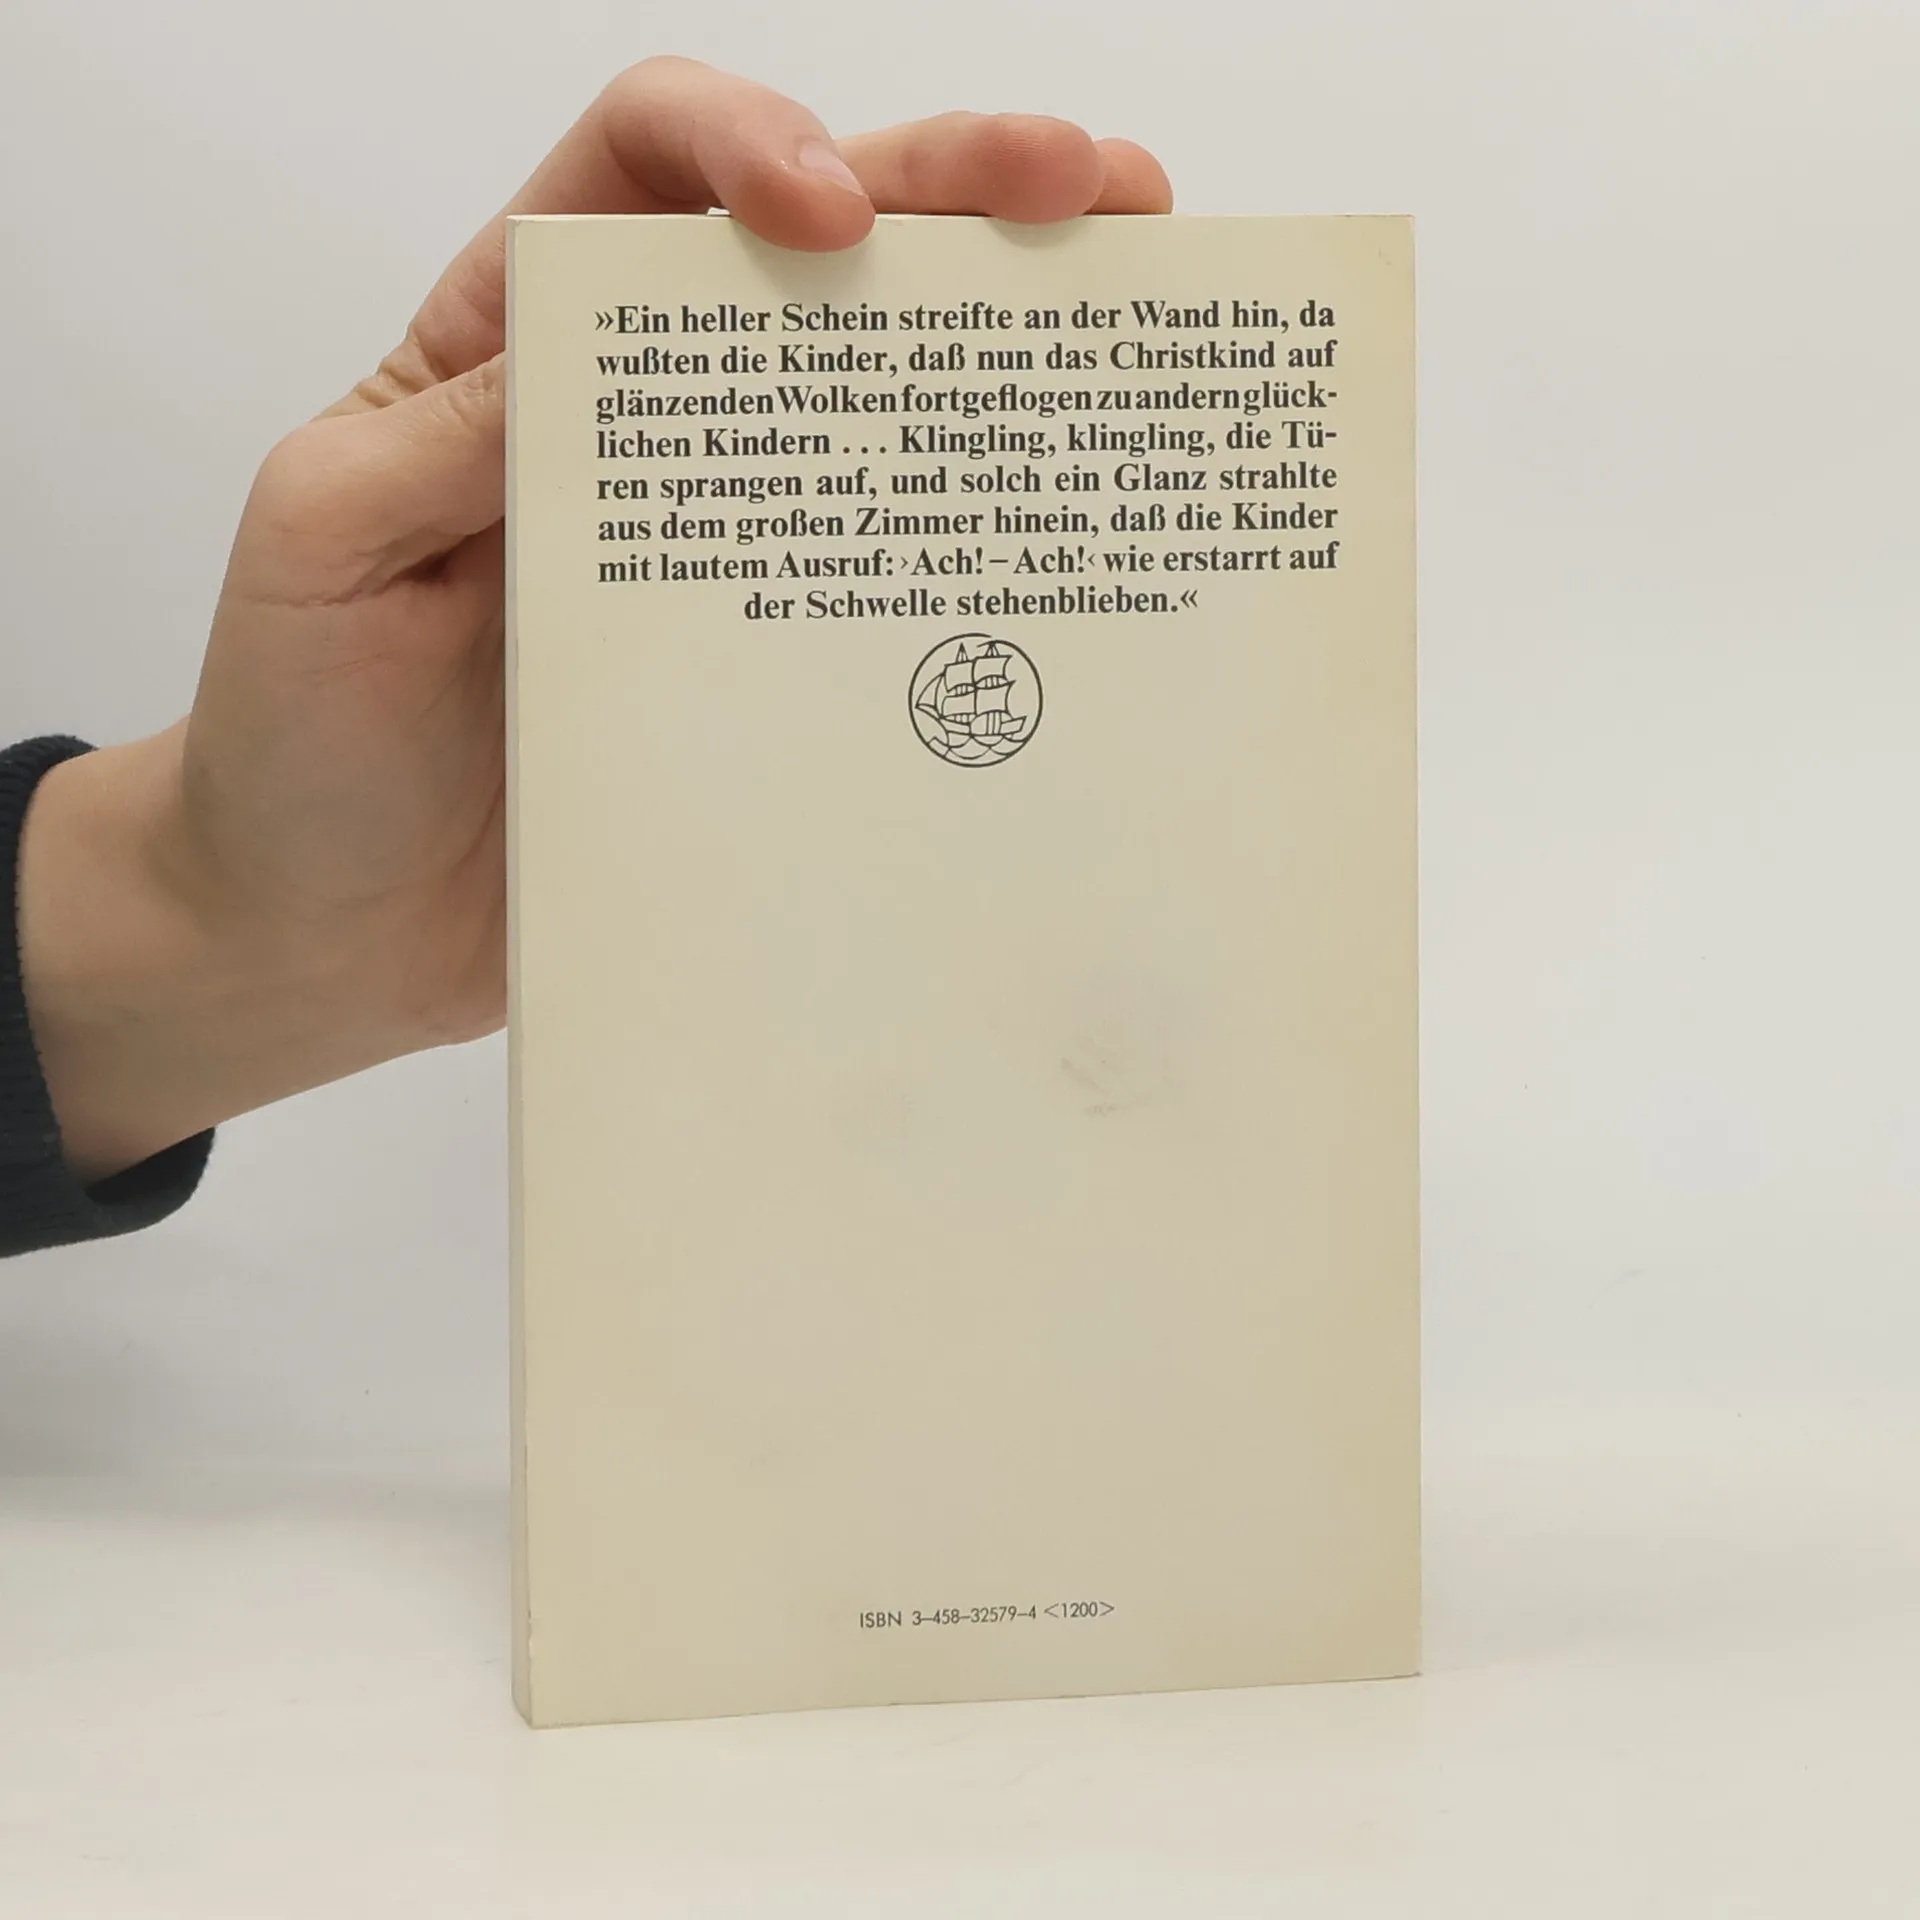 »Ein heller Schein streifte an der Wand hin, da
wußten die Kinder, daß nun das Christkind auf
glänzenden Wolken fortgeflogen zu andern glück-
lichen Kindern ... Klingling, klingling, die Tü-
ren sprangen auf, und solch ein Glanz strahlte
aus dem großen Zimmer hinein, daß die Kinder
mit lautem Ausruf: ›Ach! – Ach!‹ wie erstarrt auf
der Schwelle stehenblieben.«
ISBN 3–458–32579–4 <1200>